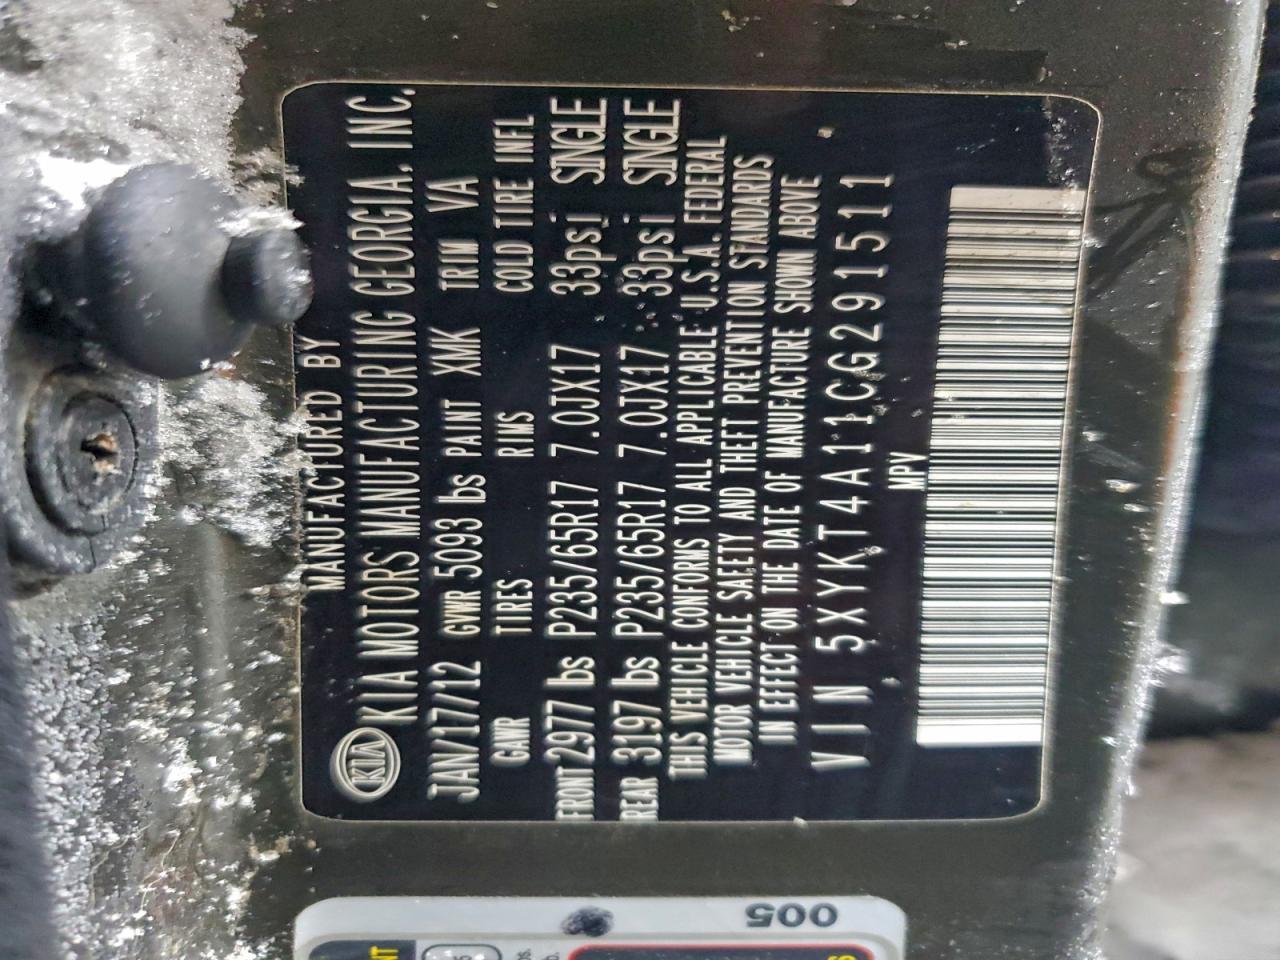 MANUFACTURED BY
KIA KIA MOTORS MANUFACTURING GEORGIA, INC.
JAN/17/12 GVWR 5093 lbs PAINT XMK TRIM VA
GAWR TIRES RIMS COLD TIRE INFL
FRONT 2977 lbs P235/65R17 7.0JX17 33psi SINGLE
REAR 3197 lbs P235/65R17 7.0JX17 33psi SINGLE
THIS VEHICLE CONFORMS TO ALL APPLICABLE U.S.A. FEDERAL
MOTOR VEHICLE SAFETY AND THEFT PREVENTION STANDARDS
IN EFFECT ON THE DATE OF MANUFACTURE SHOWN ABOVE
VIN 5XYKT4A11CG291511
MPV
005